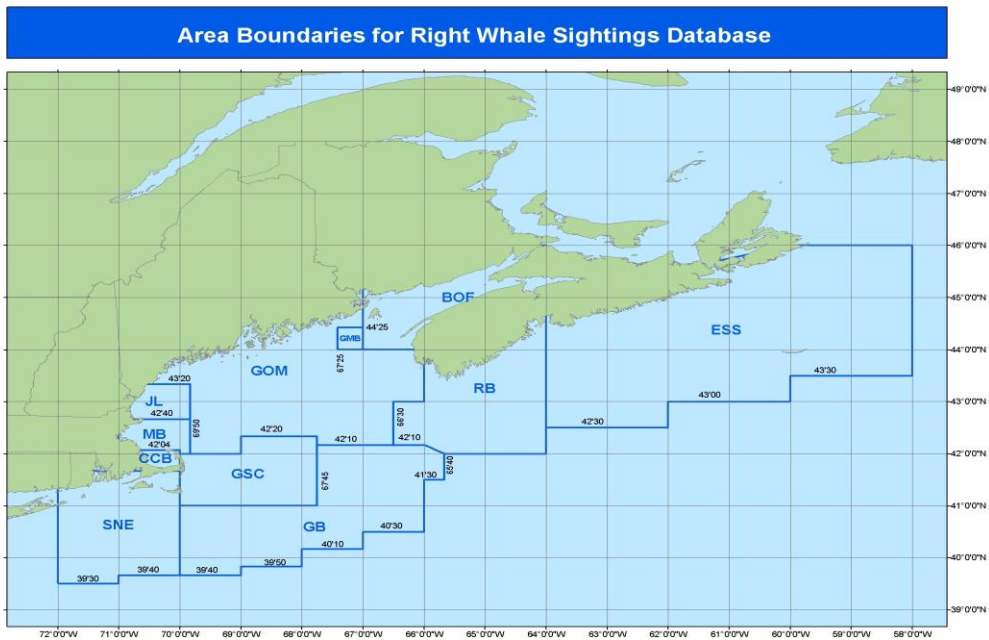 Area Boundaries for Right Whale Sightings Database
49°0'0"N
48°0'0"N
47°0'0"N
46°0'0"N
45°0'0"N
BOF
44'25
GMB
ESS
44°0'0"N
67'25
GOM
43'20
43'30
RB
JL
43°0'0"N
43'00
42'40
69'50
66'30
MB
42'20
42'30
42'04
42'10
42'10
42°0'0"N
CCB
GSC
67'45
41'30
65'40
41°0'0"N
SNE
GB
40'30
40'10
40°0'0"N
39'50
39'30
39'40
39'40
39°0'0"N
72°0'0"W 71°0'0"W 70°0'0"W 69°0'0"W 68°0'0"W 67°0'0"W 66°0'0"W 65°0'0"W 64°0'0"W 63°0'0"W 62°0'0"W 61°0'0"W 60°0'0"W 59°0'0"W 58°0'0"W